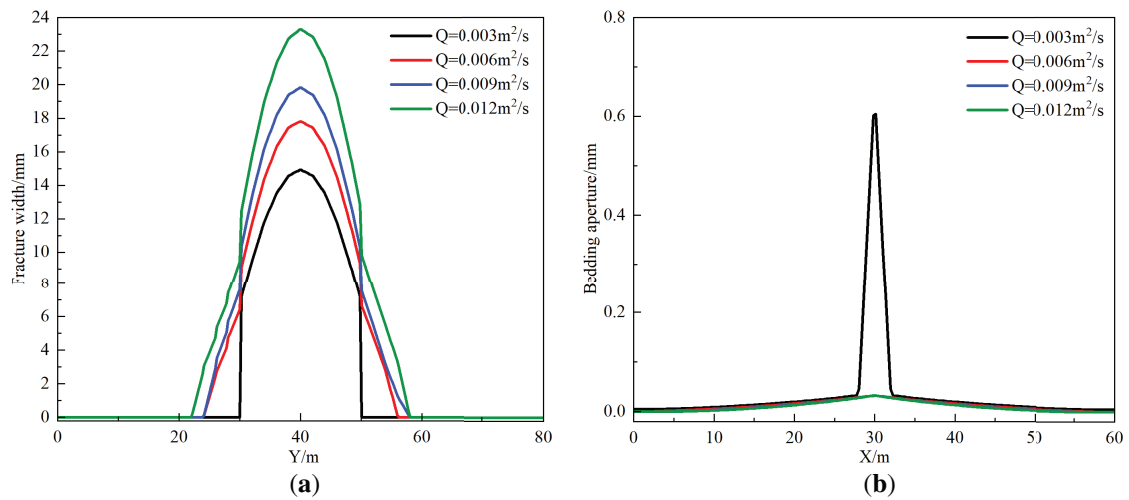 (a)
Q=0.003m²/s
Q=0.006m²/s
Q=0.009m²/s
Q=0.012m²/s
Fracture width/mm
24
22
20
18
16
14
12
10
8
6
4
2
0
0 20 40 60 80
Y/m
(a)
(b)
Q=0.003m²/s
Q=0.006m²/s
Q=0.009m²/s
Q=0.012m²/s
Bedding aperture/mm
0.8
0.6
0.4
0.2
0.0
0 10 20 30 40 50 60
X/m
(b)